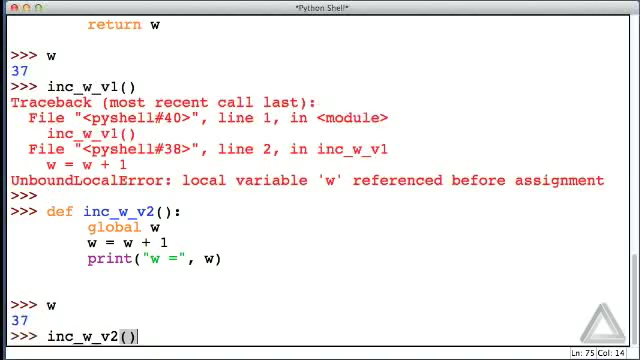 *Python Shell*
return w
>>> w
37
>>> inc_w_v1()
Traceback (most recent call last):
  File "<pyshell#40>", line 1, in <module>
    inc_w_v1()
  File "<pyshell#38>", line 2, in inc_w_v1
    w = w + 1
UnboundLocalError: local variable 'w' referenced before assignment
>>>
>>> def inc_w_v2():
        global w
        w = w + 1
        print("w =", w)
>>> w
37
>>> inc_w_v2()
Ln: 75 Col: 14